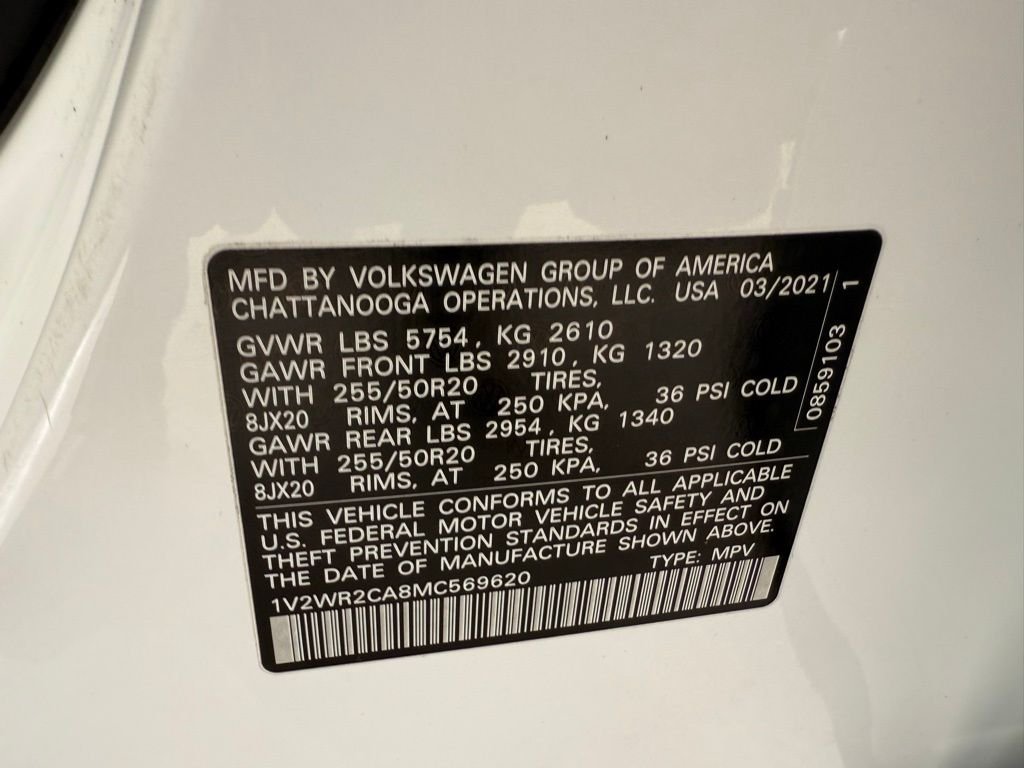 MFD BY VOLKSWAGEN GROUP OF AMERICA
CHATTANOOGA OPERATIONS, LLC. USA 03/2021
GVWR LBS 5754, KG 2610
GAWR FRONT LBS 2910, KG 1320
WITH 255/50R20 TIRES,
8JX20 RIMS, AT 250 KPA, 36 PSI COLD
GAWR REAR LBS 2954, KG 1340
WITH 255/50R20 TIRES,
8JX20 RIMS, AT 250 KPA, 36 PSI COLD
THIS VEHICLE CONFORMS TO ALL APPLICABLE
U.S. FEDERAL MOTOR VEHICLE SAFETY AND
THEFT PREVENTION STANDARDS IN EFFECT ON
THE DATE OF MANUFACTURE SHOWN ABOVE.
1V2WR2CA8MC569620 TYPE: MPV
0859103 1